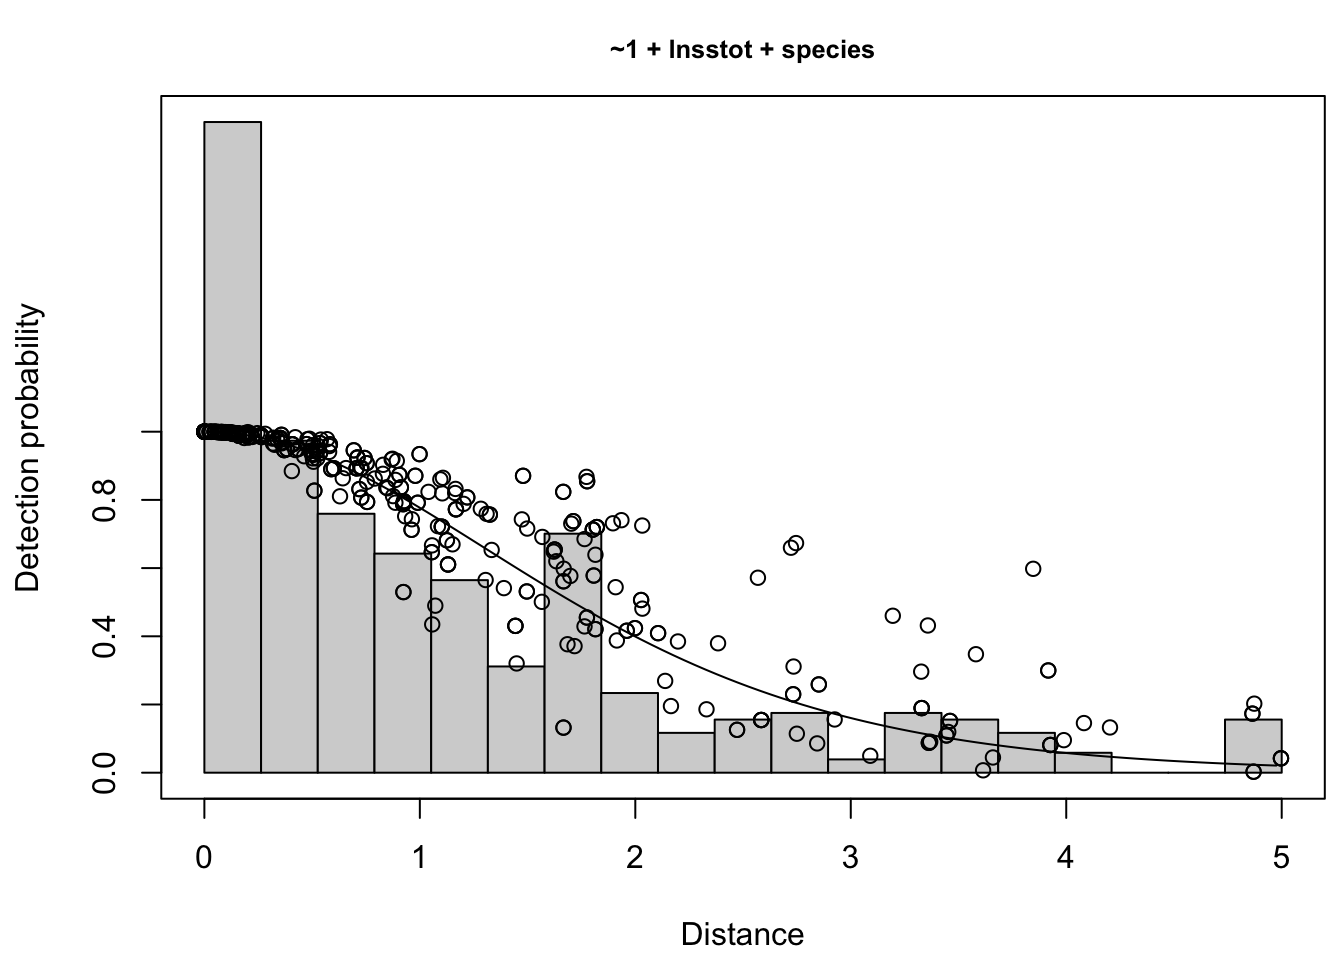 ~1 + lnsstot + species
Detection probability
0.8
0.4
0.0
0 1 2 3 4 5
Distance